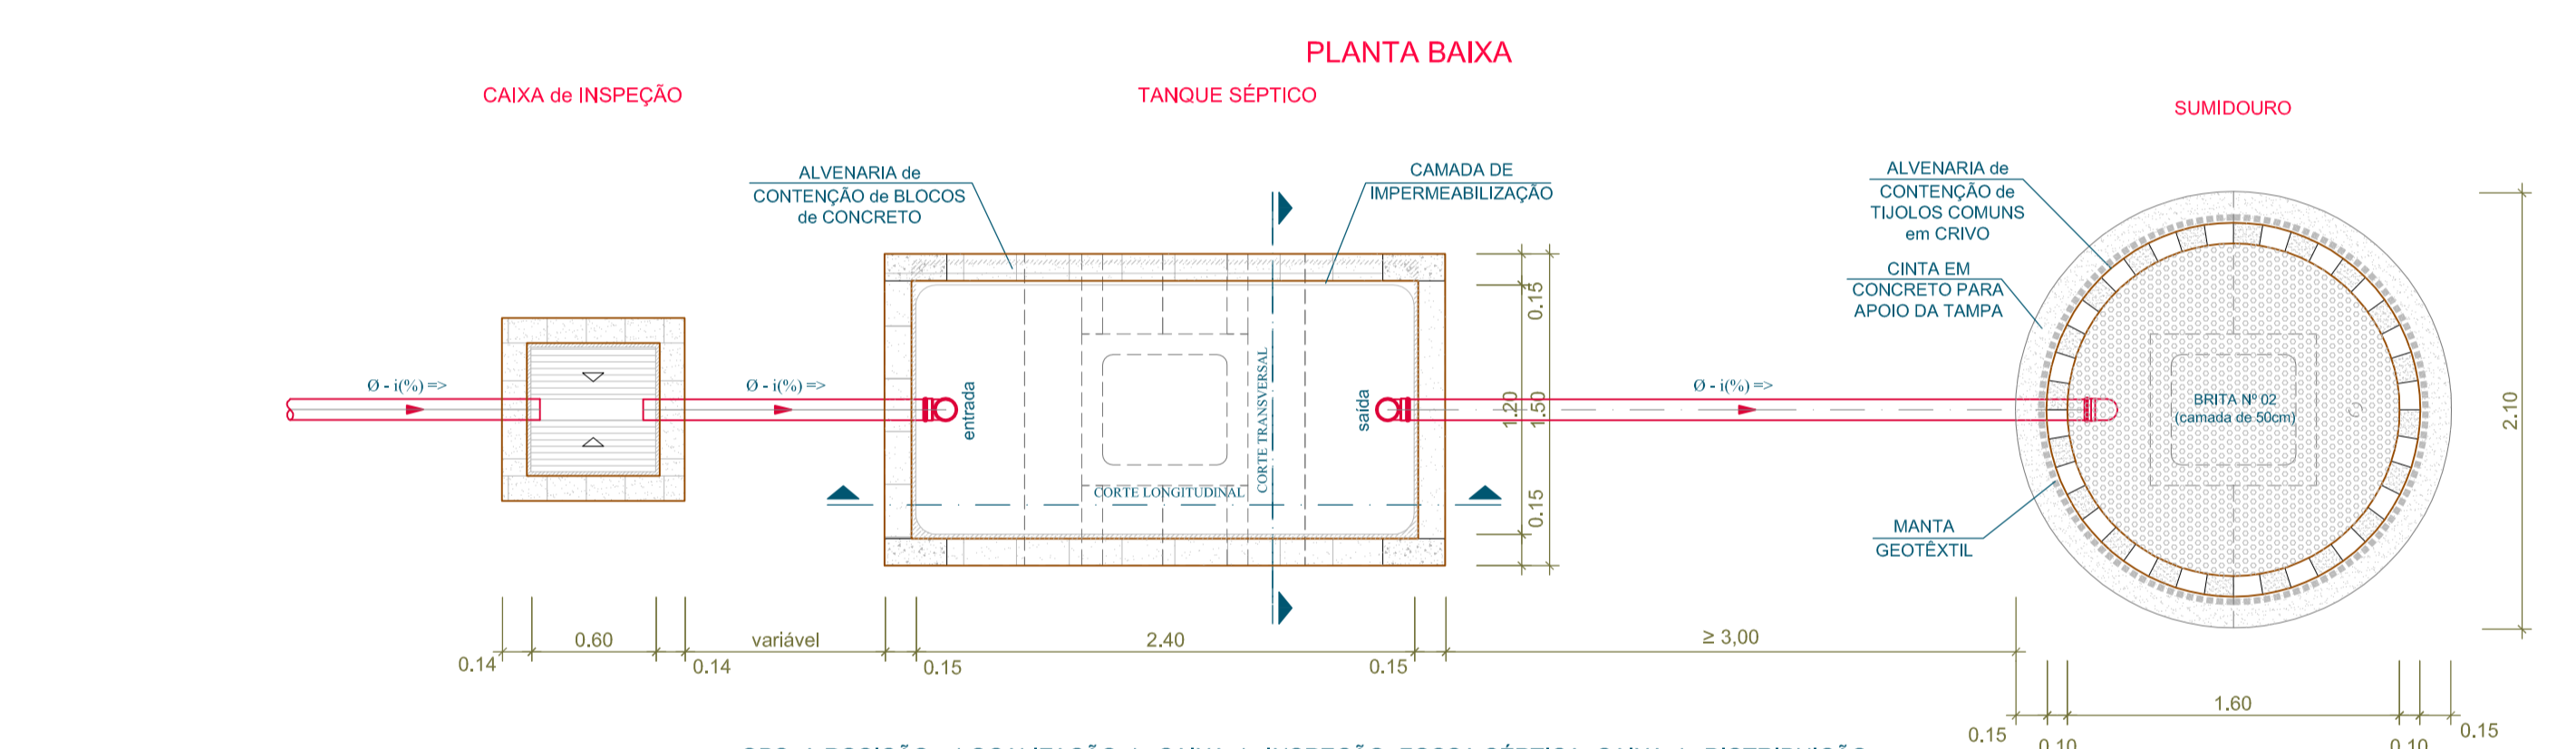 PLANTA BAIXA
CAIXA de INSPEÇÃO
TANQUE SÉPTICO
SUMIDOURO
ALVENARIA de
CONTENÇÃO de BLOCOS
de CONCRETO
CAMADA DE
IMPERMEABILIZAÇÃO
ALVENARIA de
CONTENÇÃO de
TIJOLOS COMUNS
em CRIVO
CINTA EM
CONCRETO PARA
APOIO DA TAMPA
MANTA
GEOTÊXTIL
Ø - i(%) =>
Ø - i(%) =>
entrada
saída
Ø - i(%) =>
BRITA Nº 02
(camada de 50cm)
CORTE TRANSVERSAL
CORTE LONGITUDINAL
0.15
1.20
1.50
0.15
2.10
0.14
0.60
0.14
variável
0.15
2.40
0.15
≥ 3,00
0.15
0.10
1.60
0.10
0.15